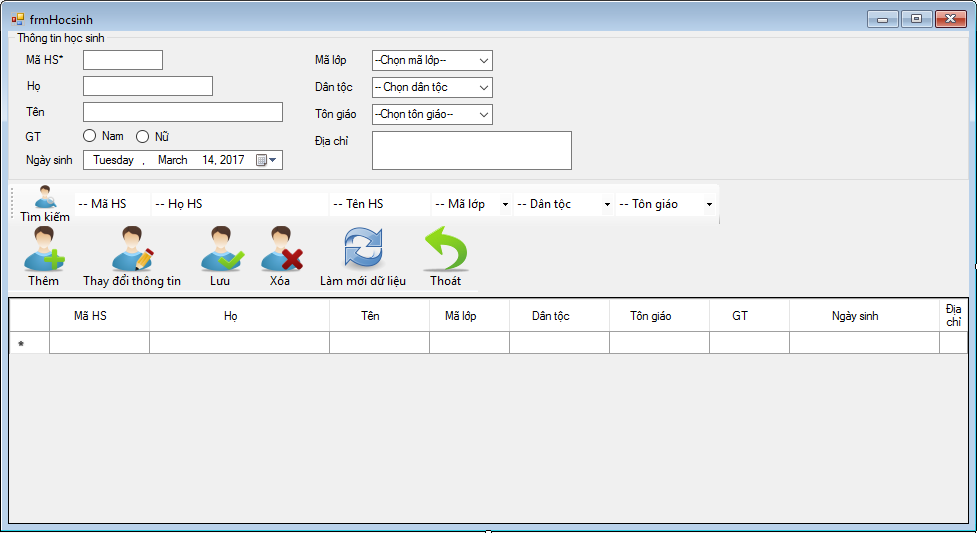 frmHocsinh
Thông tin học sinh
Mã HS*
Mã lớp --Chọn mã lớp--
Họ
Dân tộc -- Chọn dân tộc
Tên
Tôn giáo --Chọn tôn giáo--
GT Nam Nữ
Địa chỉ
Ngày sinh Tuesday , March 14, 2017
Tìm kiếm -- Mã HS -- Họ HS -- Tên HS -- Mã lớp -- Dân tộc -- Tôn giáo
Thêm Thay đổi thông tin Lưu Xóa Làm mới dữ liệu Thoát
Mã HS Họ Tên Mã lớp Dân tộc Tôn giáo GT Ngày sinh Địa chỉ
*